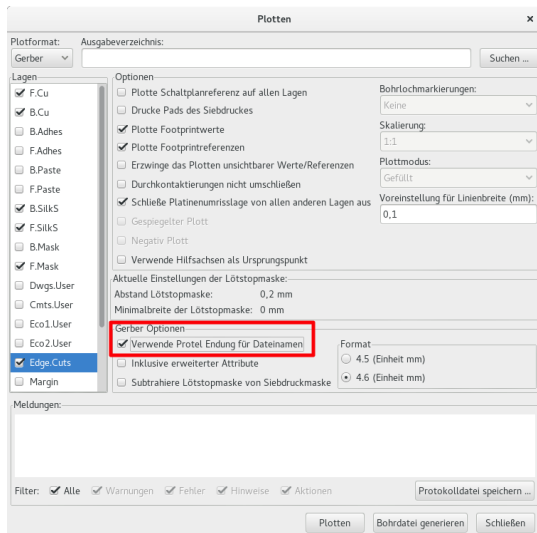 Plotten
Plotformat: Ausgabeverzeichnis:
Gerber Suchen ...
Lagen
F.Cu
B.Cu
B.Adhes
F.Adhes
B.Paste
F.Paste
B.SilkS
F.SilkS
B.Mask
F.Mask
Dwgs.User
Cmts.User
Eco1.User
Eco2.User
Edge.Cuts
Margin
Optionen
Plotte Schaltplanreferenz auf allen Lagen
Drucke Pads des Siebdruckes
Plotte Footprintwerte
Plotte Footprintreferenzen
Erzwinge das Plotten unsichtbarer Werte/Referenzen
Durchkontaktierungen nicht umschließen
Schließe Platinenumrisslage von allen anderen Lagen aus
Gespiegelter Plott
Negativ Plott
Verwende Hilfsachsen als Ursprungspunkt
Bohrlochmarkierungen:
Keine
Skalierung:
1:1
Plottmodus:
Gefüllt
Voreinstellung für Linienbreite (mm):
0,1
Aktuelle Einstellungen der Lötstopmaske:
Abstand Lötstopmaske: 0,2 mm
Minimalbreite der Lötstopmaske: 0 mm
Gerber Optionen
Verwende Protel Endung für Dateinamen
Inklusive erweiterter Attribute
Subtrahiere Lötstopmaske von Siebdruckmaske
Format
4.5 (Einheit mm)
4.6 (Einheit mm)
Meldungen:
Filter: Alle Warnungen Fehler Hinweise Aktionen Protokolldatei speichern ...
Plotten Bohrdatei generieren Schließen